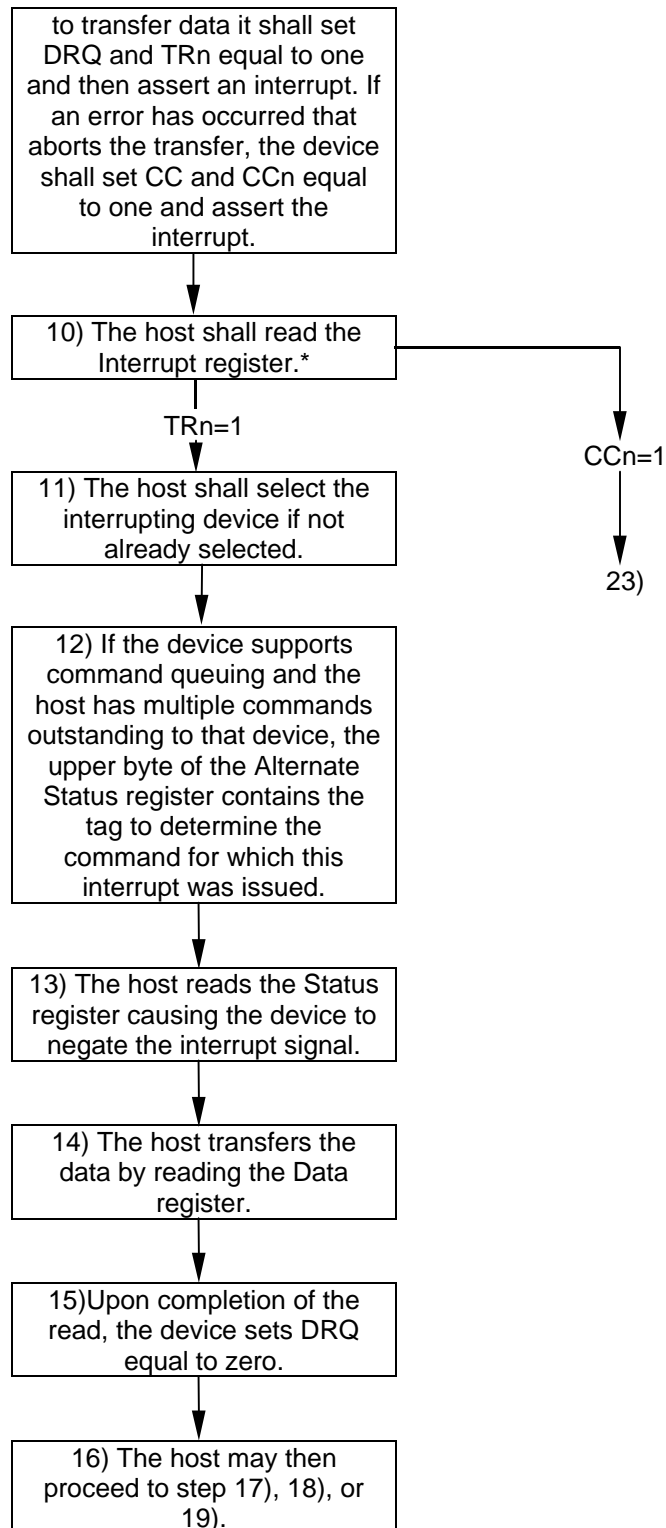 to transfer data it shall set
DRQ and TRn equal to one
and then assert an interrupt. If
an error has occurred that
aborts the transfer, the device
shall set CC and CCn equal
to one and assert the
interrupt.
10) The host shall read the
Interrupt register.*
TRn=1
CCn=1
11) The host shall select the
interrupting device if not
already selected.
23)
12) If the device supports
command queuing and the
host has multiple commands
outstanding to that device, the
upper byte of the Alternate
Status register contains the
tag to determine the
command for which this
interrupt was issued.
13) The host reads the Status
register causing the device to
negate the interrupt signal.
14) The host transfers the
data by reading the Data
register.
15)Upon completion of the
read, the device sets DRQ
equal to zero.
16) The host may then
proceed to step 17), 18), or
19).